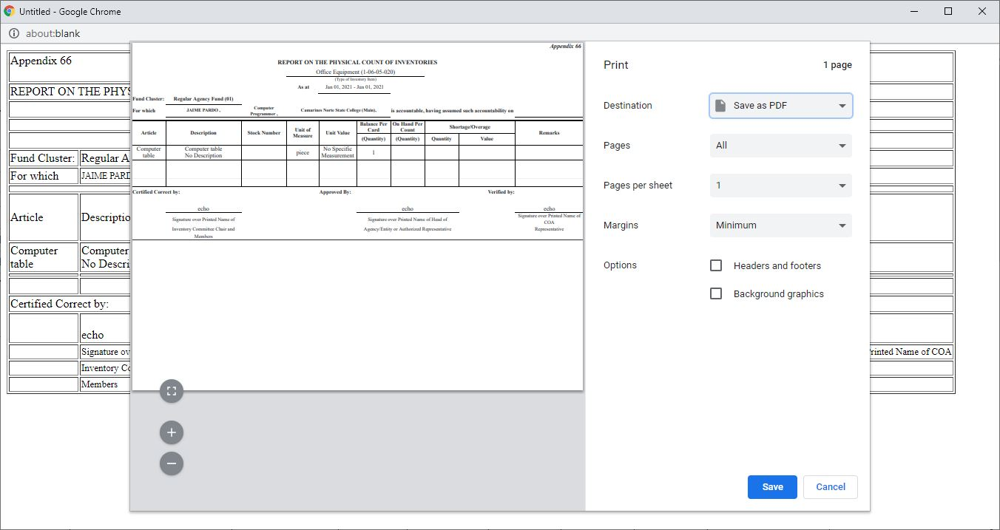 Untitled - Google Chrome
about:blank
Appendix 66
REPORT ON THE PHYS
Fund Cluster: Regular A
For which JAIME PARD
Article Descriptio
Computer table Computer
No Descri
Certified Correct by:
echo
Signature ov
Inventory Co
Members
rinted Name of COA
Appendix 66
REPORT ON THE PHYSICAL COUNT OF INVENTORIES
Office Equipment (1-06-05-020)
(Type of Inventory Item)
As at Jan 01, 2021 - Jun 01, 2021
Fund Cluster: Regular Agency Fund (01)
For which JAIME PARDO , Computer Programmer , Camarines Norte State College (Main), is accountable, having assumed such accountability on
Article Description Stock Number Unit of Measure Unit Value Balance Per Card On Hand Per Count Shortage/Overage Remarks
(Quantity) (Quantity) Quantity Value
Computer table Computer table No Description piece No Specific Measurement 1
Certified Correct by: Approved By: Verified by:
echo echo echo
Signature over Printed Name of Signature over Printed Name of Head of Signature over Printed Name of COA
Inventory Committee Chair and Agency/Entity or Authorized Representative Representative
Members
Print 1 page
Destination Save as PDF
Pages All
Pages per sheet 1
Margins Minimum
Options Headers and footers
Background graphics
Save Cancel